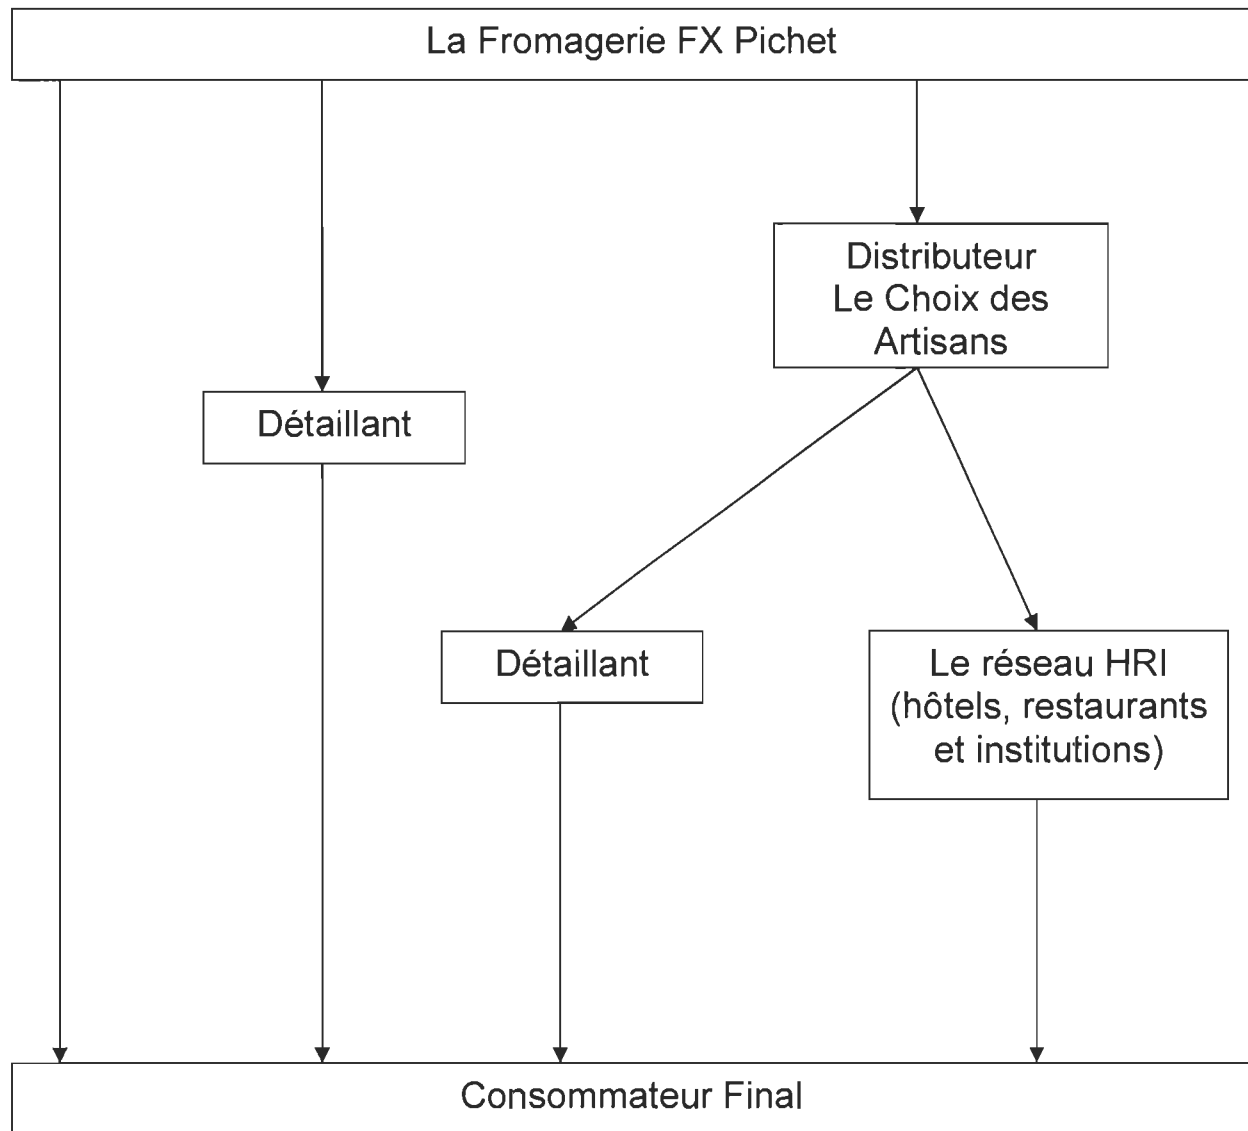 La Fromagerie FX Pichet
Distributeur
Le Choix des
Artisans
Détaillant
Détaillant
Le réseau HRI
(hôtels, restaurants
et institutions)
Consommateur Final